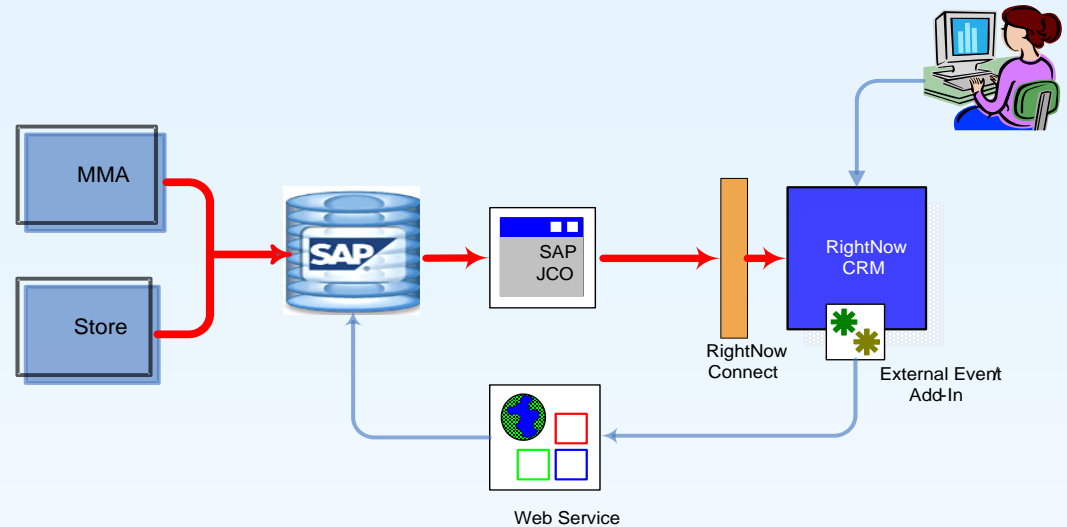 MMA
Store
SAP
SAP
JCO
RightNow
Connect
RightNow
CRM
External Event/
Add-In
Web Service